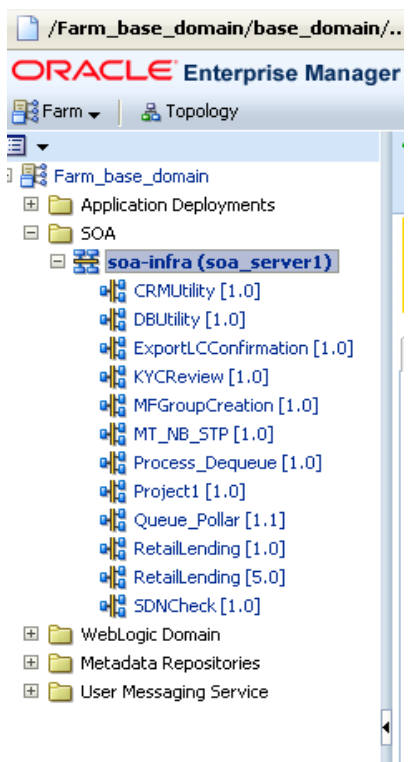 /Farm_base_domain/base_domain/..
ORACLE Enterprise Manager
Farm Topology
Farm_base_domain
Application Deployments
SOA
soa-infra (soa_server1)
CRMUtility [1.0]
DBUtility [1.0]
ExportLCConfirmation [1.0]
KYCReview [1.0]
MFGroupCreation [1.0]
MT_NB_STP [1.0]
Process_Dequeue [1.0]
Project1 [1.0]
Queue_Pollar [1.1]
RetailLending [1.0]
RetailLending [5.0]
SDNCheck [1.0]
WebLogic Domain
Metadata Repositories
User Messaging Service